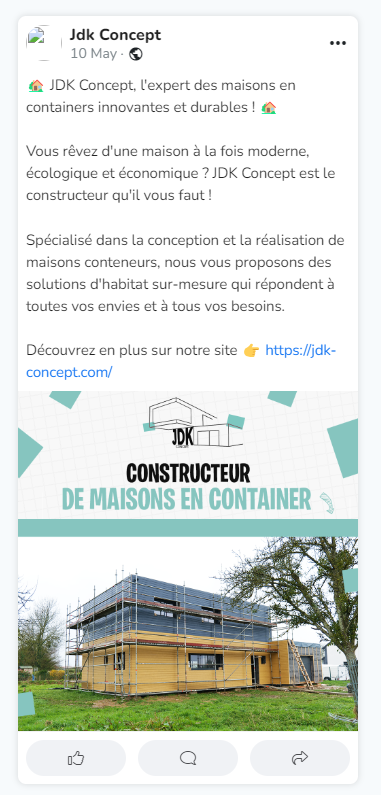 Jdk Concept
10 May ·
🏠 JDK Concept, l'expert des maisons en
containers innovantes et durables ! 🏠
Vous rêvez d'une maison à la fois moderne,
écologique et économique ? JDK Concept est le
constructeur qu'il vous faut !
Spécialisé dans la conception et la réalisation de
maisons conteneurs, nous vous proposons des
solutions d'habitat sur-mesure qui répondent à
toutes vos envies et à tous vos besoins.
Découvrez en plus sur notre site 👉 https://jdk-
concept.com/
JDK
CONSTRUCTEUR
DE MAISONS EN CONTAINER